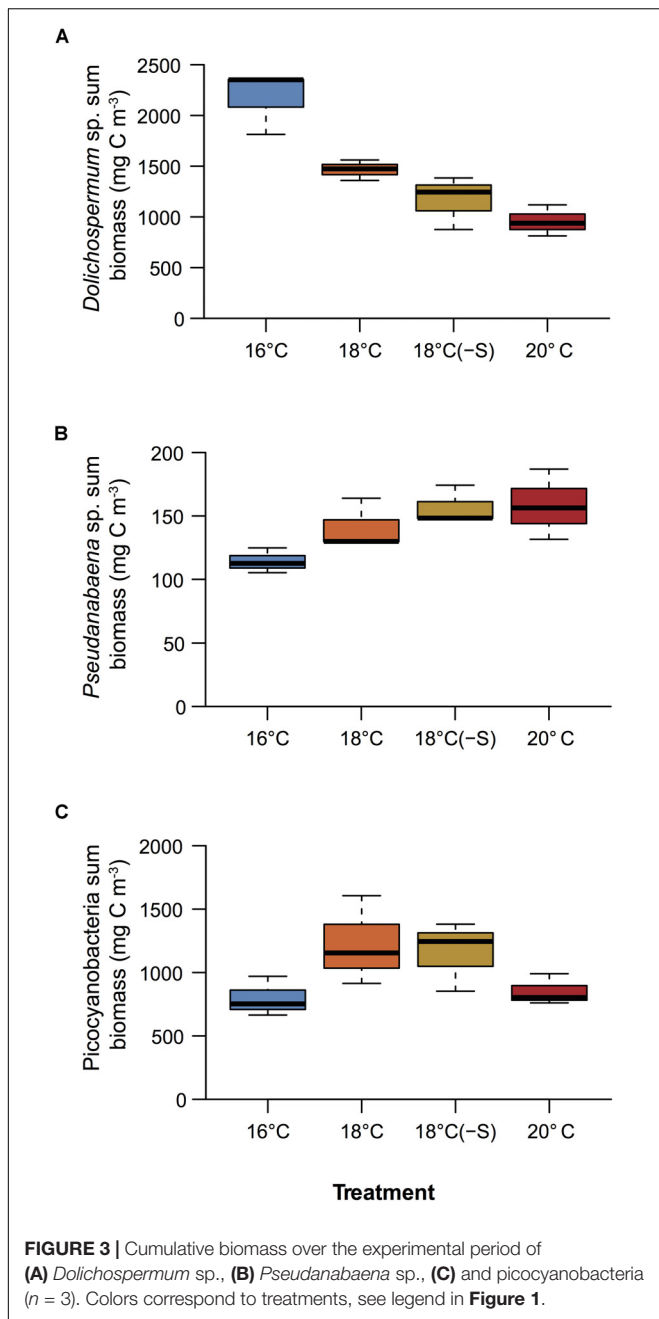 A
Dolichospermum sp. sum
biomass (mg C m-3)
2500
2000
1500
1000
500
0
16°C 18°C 18°C(−S) 20° C
B
Pseudanabaena sp. sum
biomass (mg C m-3)
200
150
100
50
0
16°C 18°C 18°C(−S) 20° C
C
Picocyanobacteria sum
biomass (mg C m-3)
2000
1500
1000
500
0
16°C 18°C 18°C(−S) 20° C
Treatment
FIGURE 3 | Cumulative biomass over the experimental period of
(A) Dolichospermum sp., (B) Pseudanabaena sp., (C) and picocyanobacteria
(n = 3). Colors correspond to treatments, see legend in Figure 1.